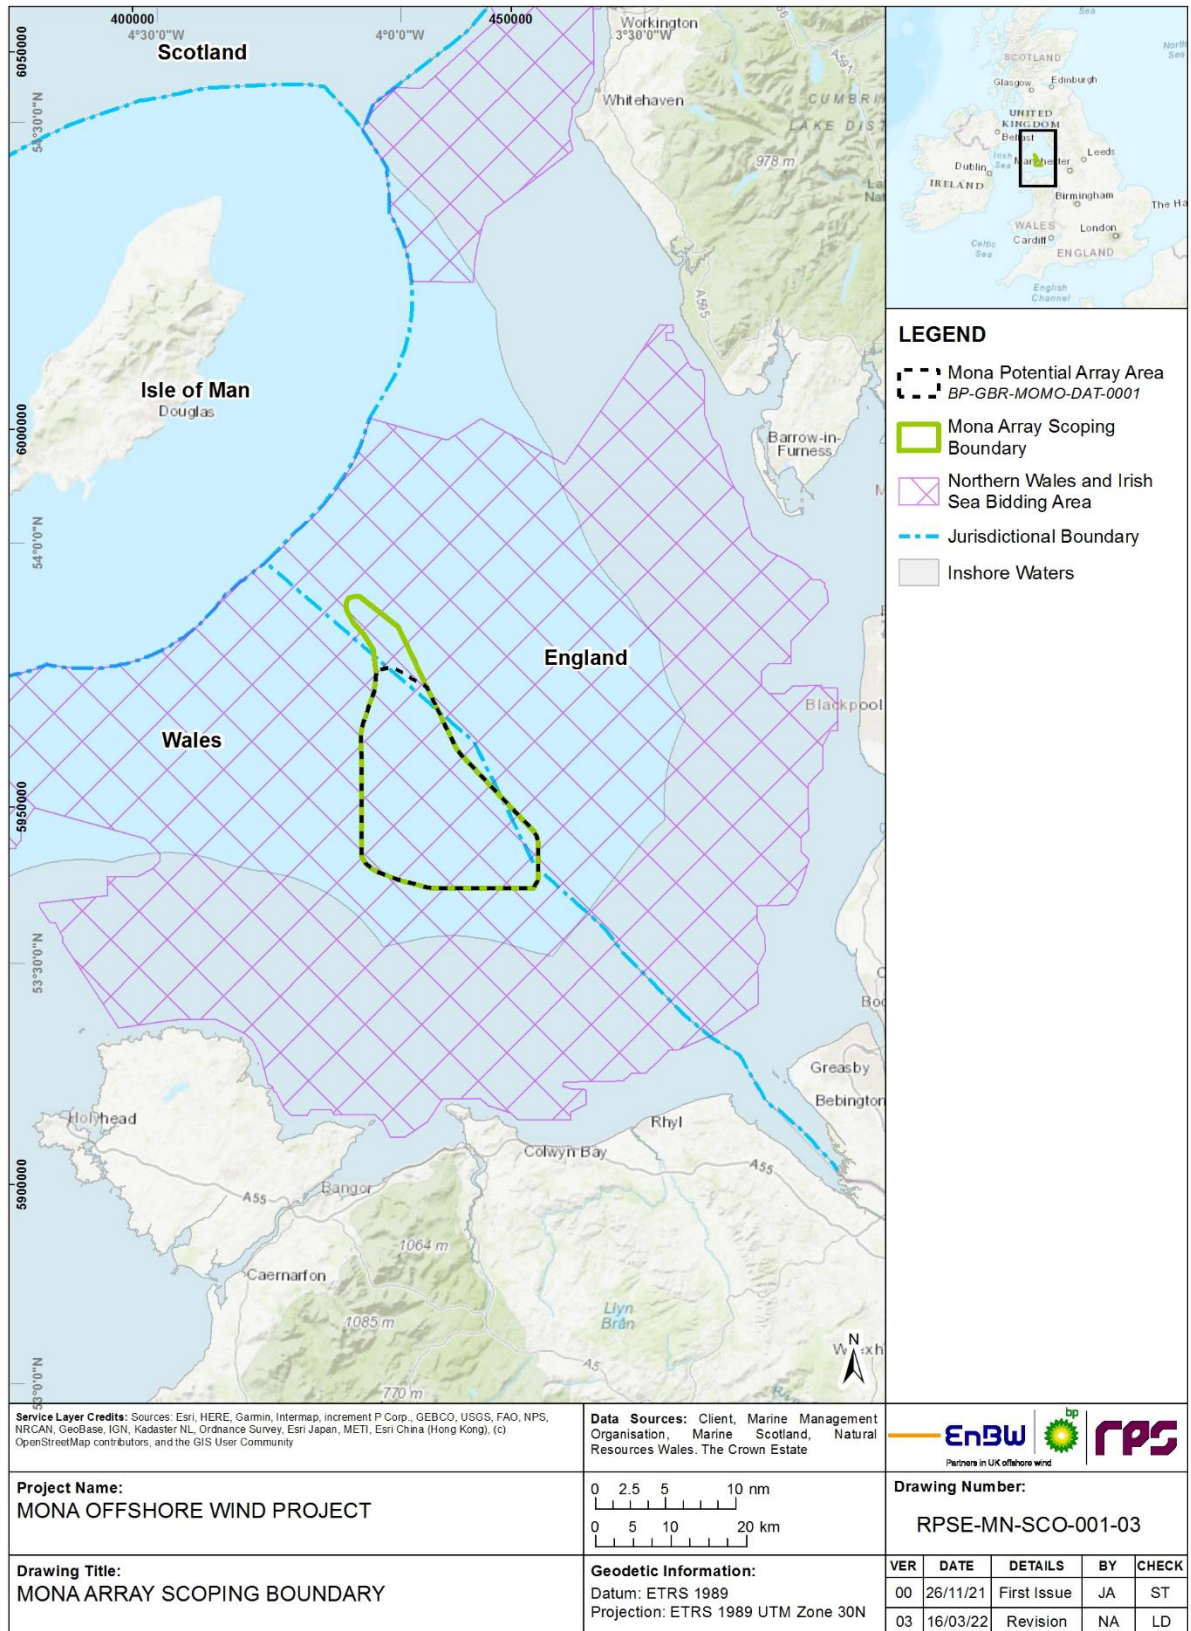 400000
450000
4°30'0"W
4°0'0"W
3°30'0"W
6050000
6000000
5950000
5900000
54°30'0"N
54°0'0"N
53°30'0"N
53°0'0"N
Scotland
Workington
A591
Whitehaven
CUMBRI
LAKE DIST
978 m
La
Nat
A595
Isle of Man
Douglas
Barrow-in-
Furness
M
England
Wales
Blackpool
C
Boo
Greasby
Bebington
Holyhead
Rhyl
Colwyn Bay
A55
Bangor
A55
1064 m
Caernarfon
1085 m
Llyn
Brân
A5
770 m
N
W
exh
Sea
North
Sea
SCOTLAND
Glasgow
Edinburgh
UNITED
KINGDOM
Belfast
Irish
Sea
Manchester
Leeds
Dublin
IRELAND
Birmingham
The Ha
WALES
Cardiff
London
Celtic
Sea
ENGLAND
English
Channel
LEGEND
Mona Potential Array Area
BP-GBR-MOMO-DAT-0001
Mona Array Scoping
Boundary
Northern Wales and Irish
Sea Bidding Area
Jurisdictional Boundary
Inshore Waters
Service Layer Credits: Sources: Esri, HERE, Garmin, Intermap, increment P Corp., GEBCO, USGS, FAO, NPS,
NRCAN, GeoBase, IGN, Kadaster NL, Ordnance Survey, Esri Japan, METI, Esri China (Hong Kong), (c)
OpenStreetMap contributors, and the GIS User Community
Data Sources: Client, Marine Management
Organisation, Marine Scotland, Natural
Resources Wales. The Crown Estate
EnBW
bp
rps
Partners in UK offshore wind
Project Name:
MONA OFFSHORE WIND PROJECT
0 2.5 5 10 nm
0 5 10 20 km
Drawing Number:
RPSE-MN-SCO-001-03
Drawing Title:
MONA ARRAY SCOPING BOUNDARY
Geodetic Information:
Datum: ETRS 1989
Projection: ETRS 1989 UTM Zone 30N
VER DATE DETAILS BY CHECK
00 26/11/21 First Issue JA ST
03 16/03/22 Revision NA LD